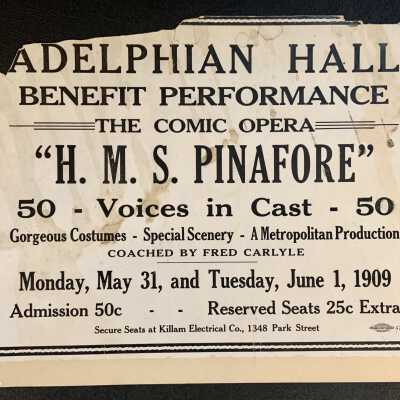 ADELPHIAN HALL
BENEFIT PERFORMANCE
THE COMIC OPERA
"H. M. S. PINAFORE"
50 - Voices in Cast - 50
Gorgeous Costumes - Special Scenery - A Metropolitan Production
COACHED BY FRED CARLYLE
Monday, May 31, and Tuesday, June 1, 1909
Admission 50c - - Reserved Seats 25c Extra
Secure Seats at Killam Electrical Co., 1348 Park Street